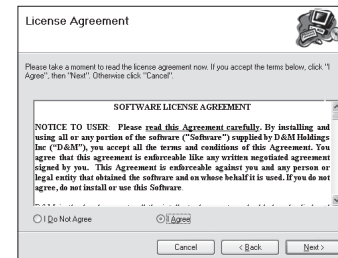 License Agreement
Please take a moment to read the license agreement now. If you accept the terms below, click "I
Agree", then "Next". Otherwise click "Cancel".
SOFTWARE LICENSE AGREEMENT
NOTICE TO USER: Please read this Agreement carefully. By installing and
using all or any portion of the software ("Software") supplied by D&M Holdings
Inc ("D&M"), you accept all the terms and conditions of this Agreement. You
agree that this agreement is enforceable like any written negotiated agreement
signed by you. This Agreement is enforceable against you and any person or
legal entity that obtained the software and on whose behalf it is used. If you do not
agree, do not install or use this Software.
I Do Not Agree
I Agree
Cancel
< Back
Next >